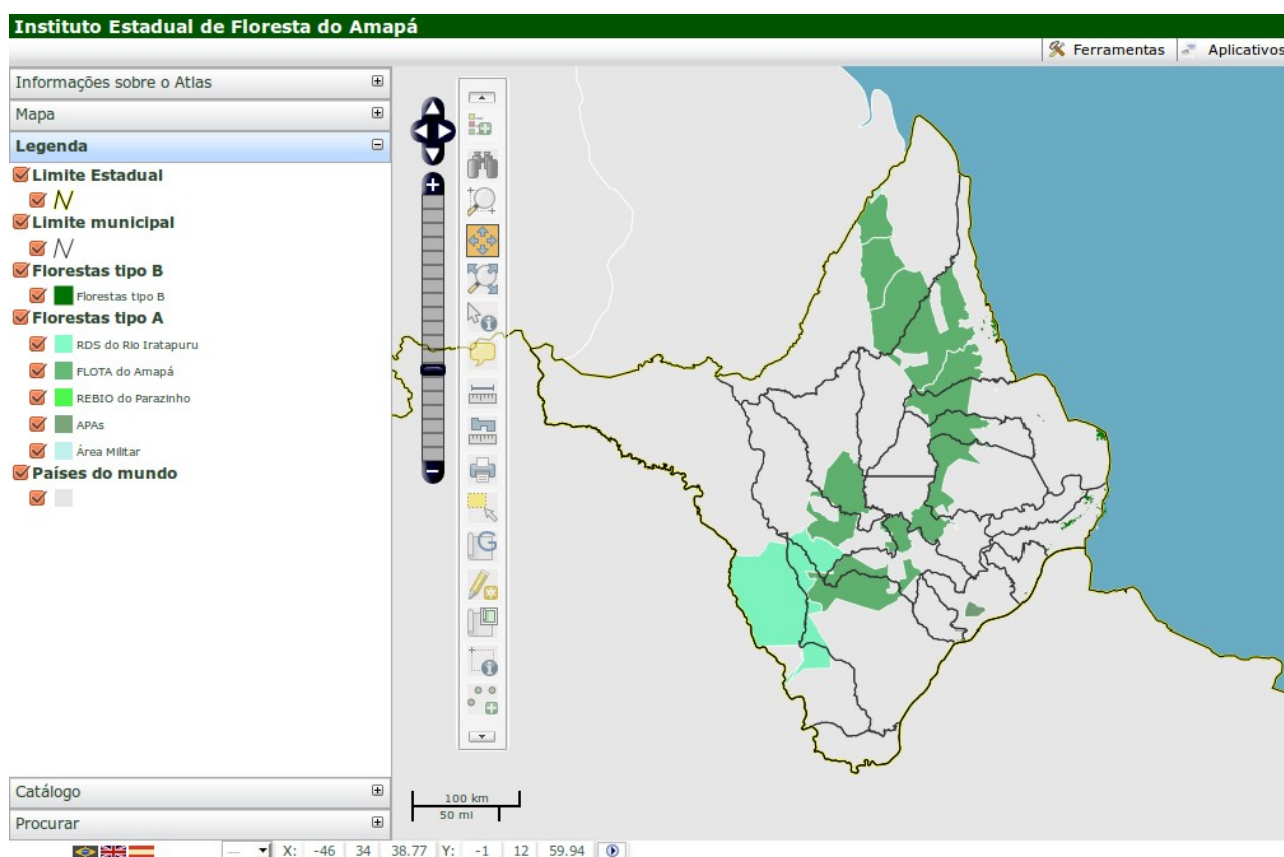 Instituto Estadual de Floresta do Amapá
Ferramentas
Aplicativos
Informações sobre o Atlas
Mapa
Legenda
Limite Estadual
Limite municipal
Florestas tipo B
Florestas tipo B
Florestas tipo A
RDS do Rio Iratapuru
FLOTA do Amapá
REBIO do Parazinho
APAs
Área Militar
Países do mundo
Catálogo
Procurar
100 km
50 mi
--- X: -46 34 38.77 Y: -1 12 59.94